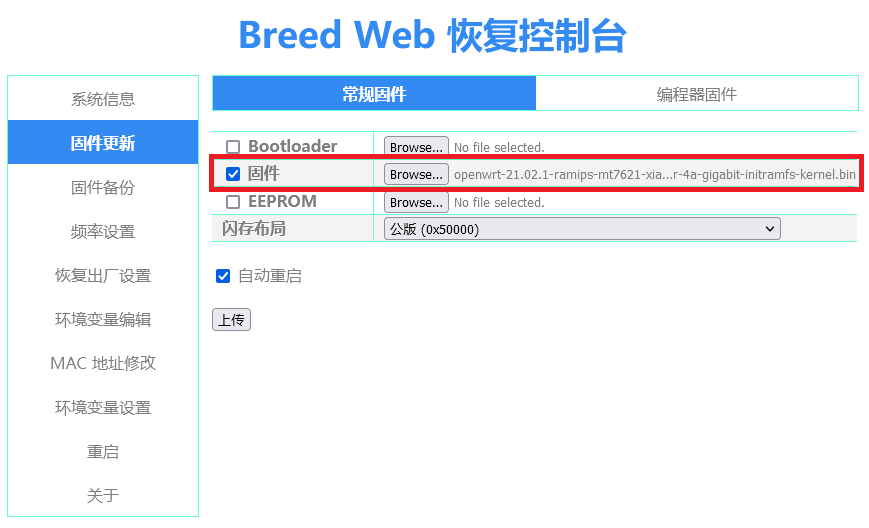 Breed Web 恢复控制台
系统信息
固件更新
固件备份
频率设置
恢复出厂设置
环境变量编辑
MAC 地址修改
环境变量设置
重启
关于
常规固件 编程器固件
Bootloader Browse... No file selected.
固件 Browse... openwrt-21.02.1-ramips-mt7621-xia...r-4a-gigabit-initramfs-kernel.bin
EEPROM Browse... No file selected.
闪存布局 公版 (0x50000)
自动重启
上传